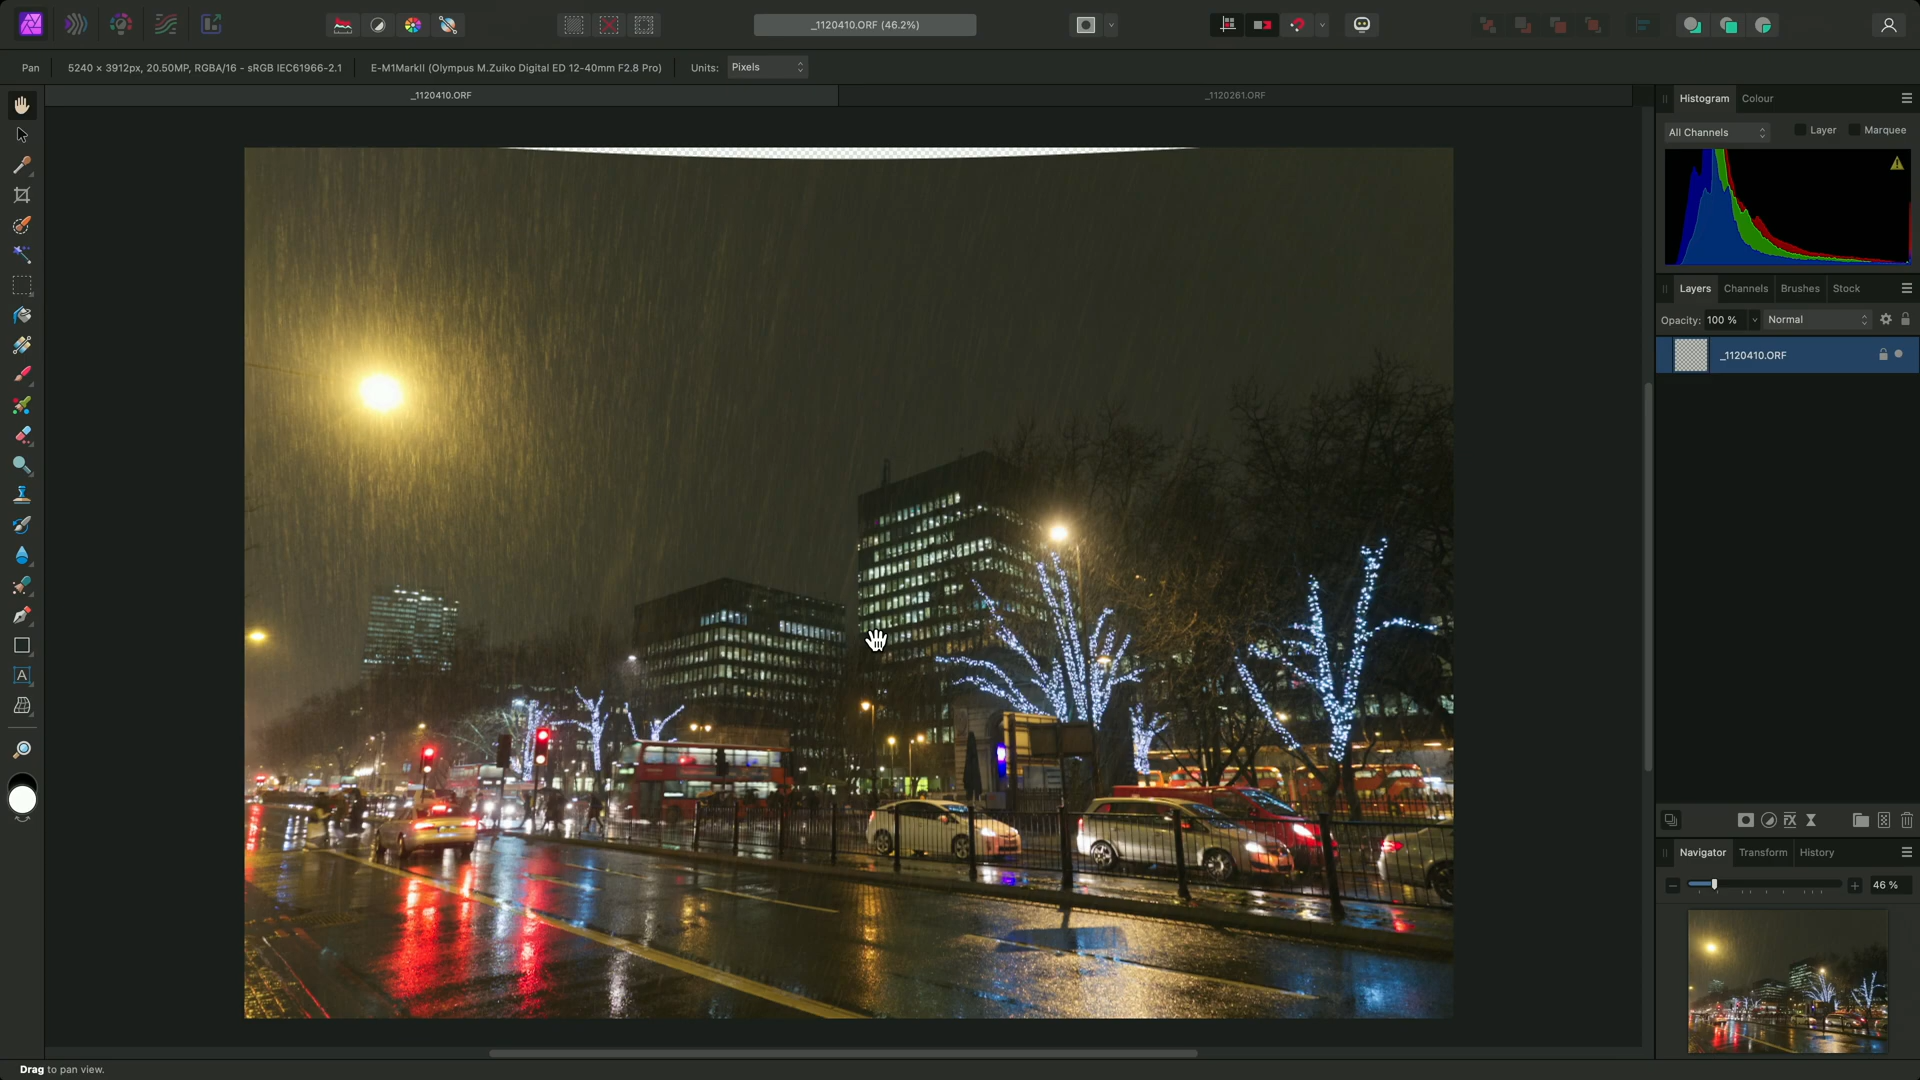 _1120410.ORF (46.2%)
Pan
5240 × 3912px, 20.50MP, RGBA/16 - sRGB IEC61966-2.1
E-M1MarkII (Olympus M.Zuiko Digital ED 12-40mm F2.8 Pro)
Units: Pixels
_1120410.ORF
_1120261.ORF
Histogram Colour
All Channels
Layer
Marquee
Layers Channels Brushes Stock
Opacity: 100 %
Normal
_1120410.ORF
Navigator Transform History
46 %
Drag to pan view.